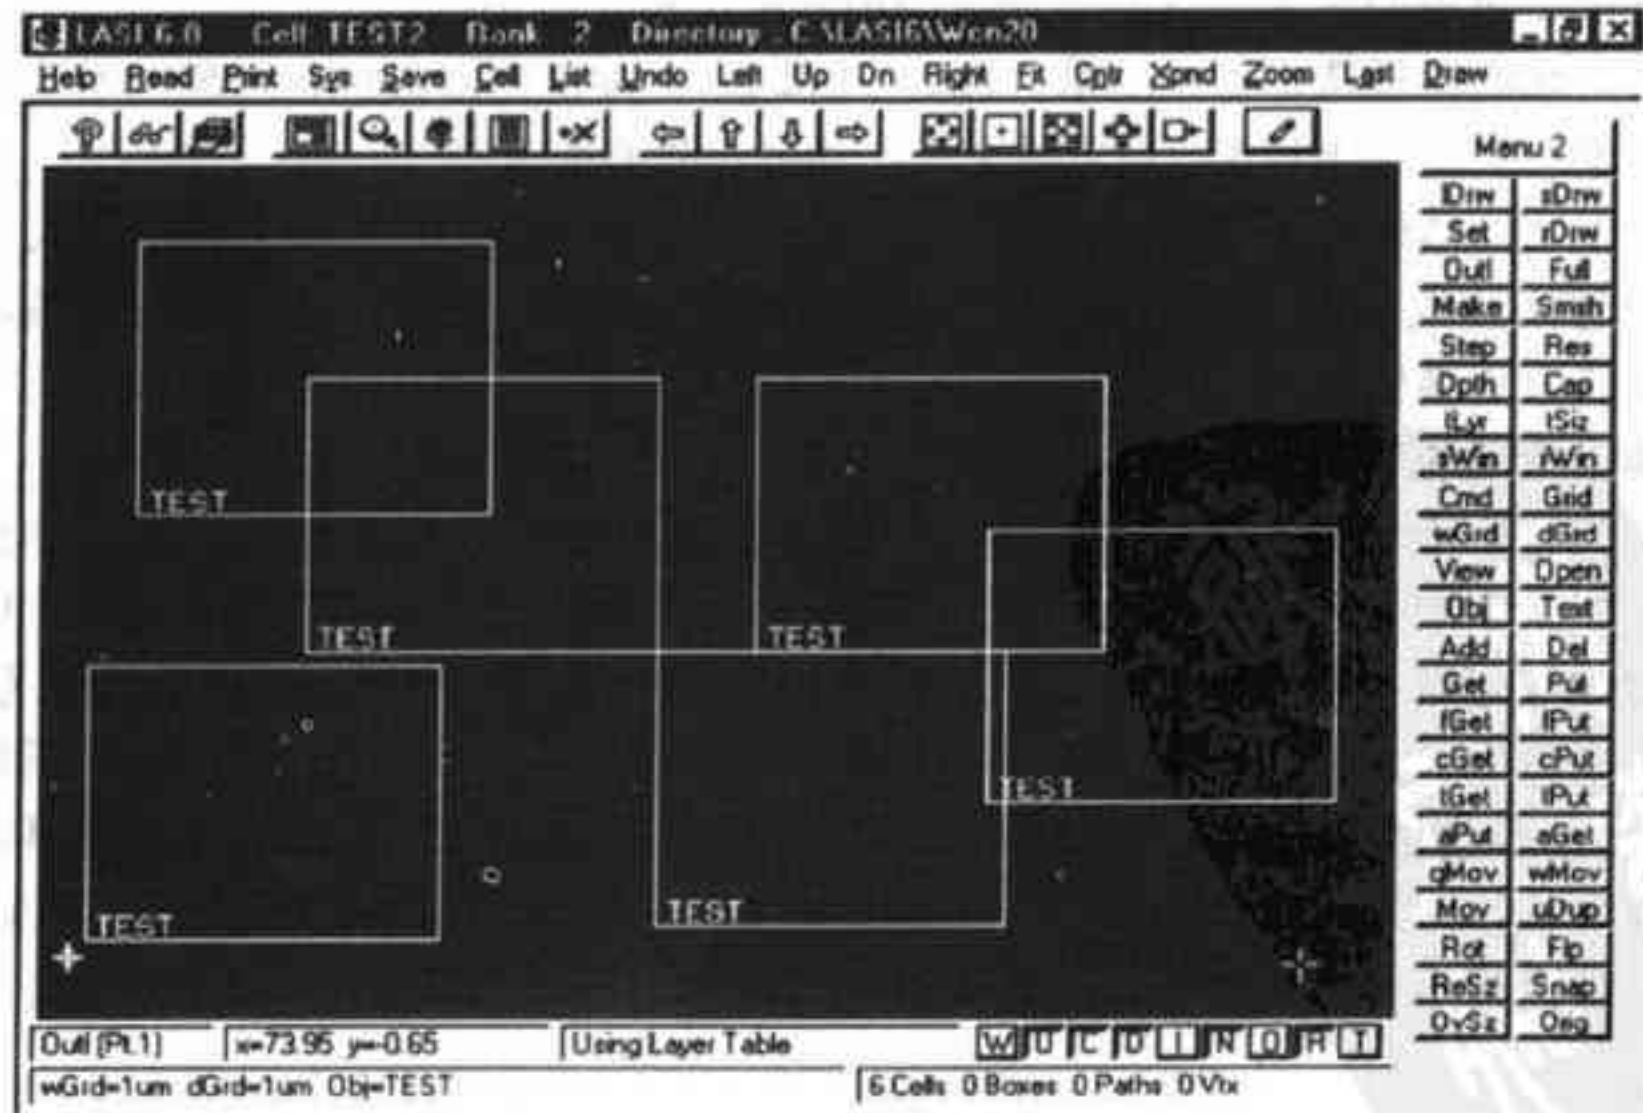 LASI 6.0 Cell: TEST2 Bank: 2 Directory: C:\LASI6\Wcn20
Help Read Print Sys Save Cell List Undo Left Up Dn Right Fit Cntr Xpnd Zoom Last Draw
Menu 2
lDrw sDrw
Set rDrw
Outl Full
Make Smsh
Step Res
Dpth Cap
tLyr tSiz
sWin rWin
Cmd Grid
wGrd dGrd
View Open
Obj Text
Add Del
Get Put
fGet fPut
cGet cPut
tGet tPut
aPut aGet
qMov wMov
Mov uDup
Rot Flp
ReSz Snap
OvSz Orig
TEST
TEST
TEST
TEST
TEST
TEST
Outl (Pt.1) x=73.95 y=-0.65 Using Layer Table W U C D I N O R T
wGrd=1um dGrd=1um Obj=TEST 6 Cells 0 Boxes 0 Paths 0 Vtx